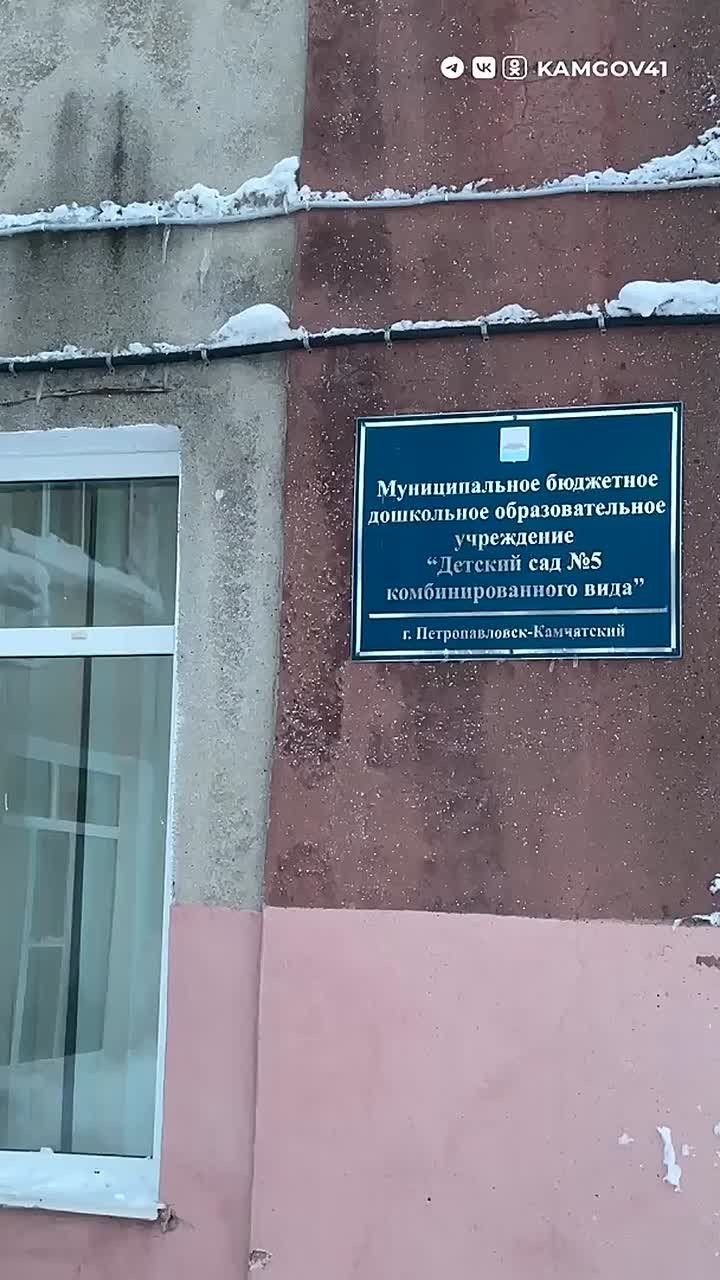 KAMGOV41
Муниципальное бюджетное
дошкольное образовательное
учреждение
“Детский сад №5
комбинированного вида”
г. Петропавловск-Камчатский